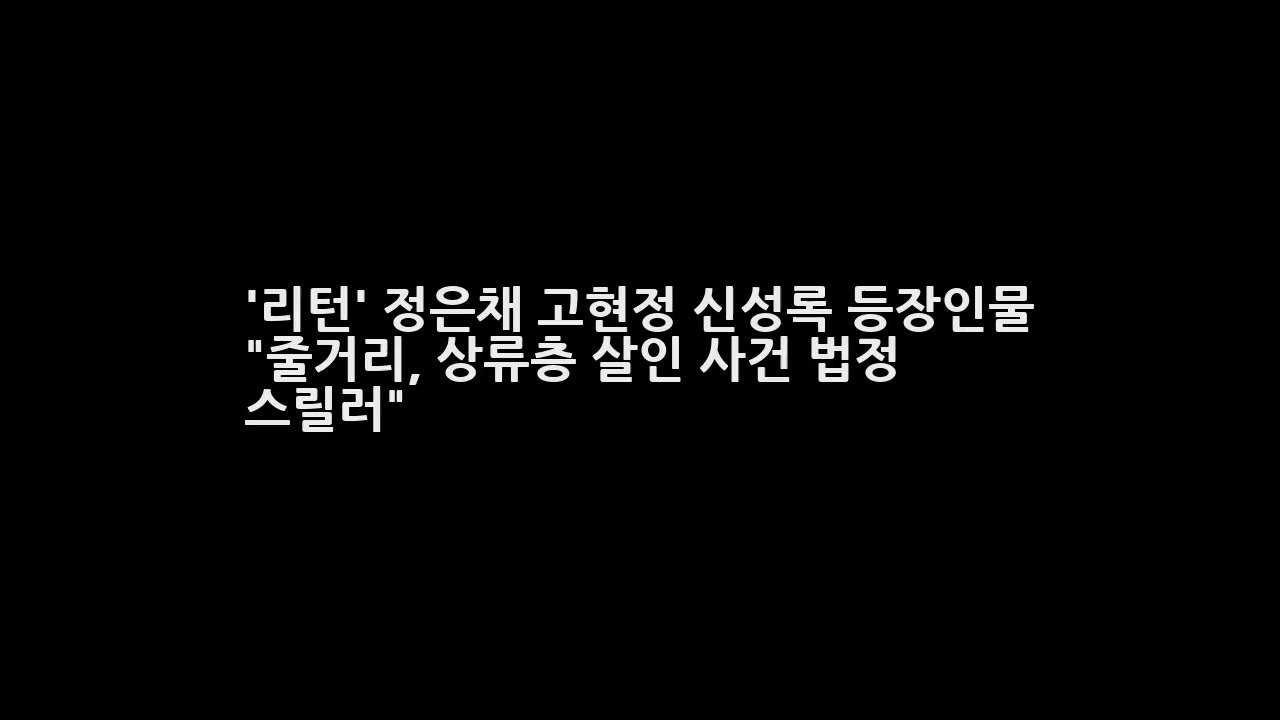 '리턴' 정은채 고현정 신성록 등장인물
"줄거리, 상류층 살인 사건 법정
스릴러"